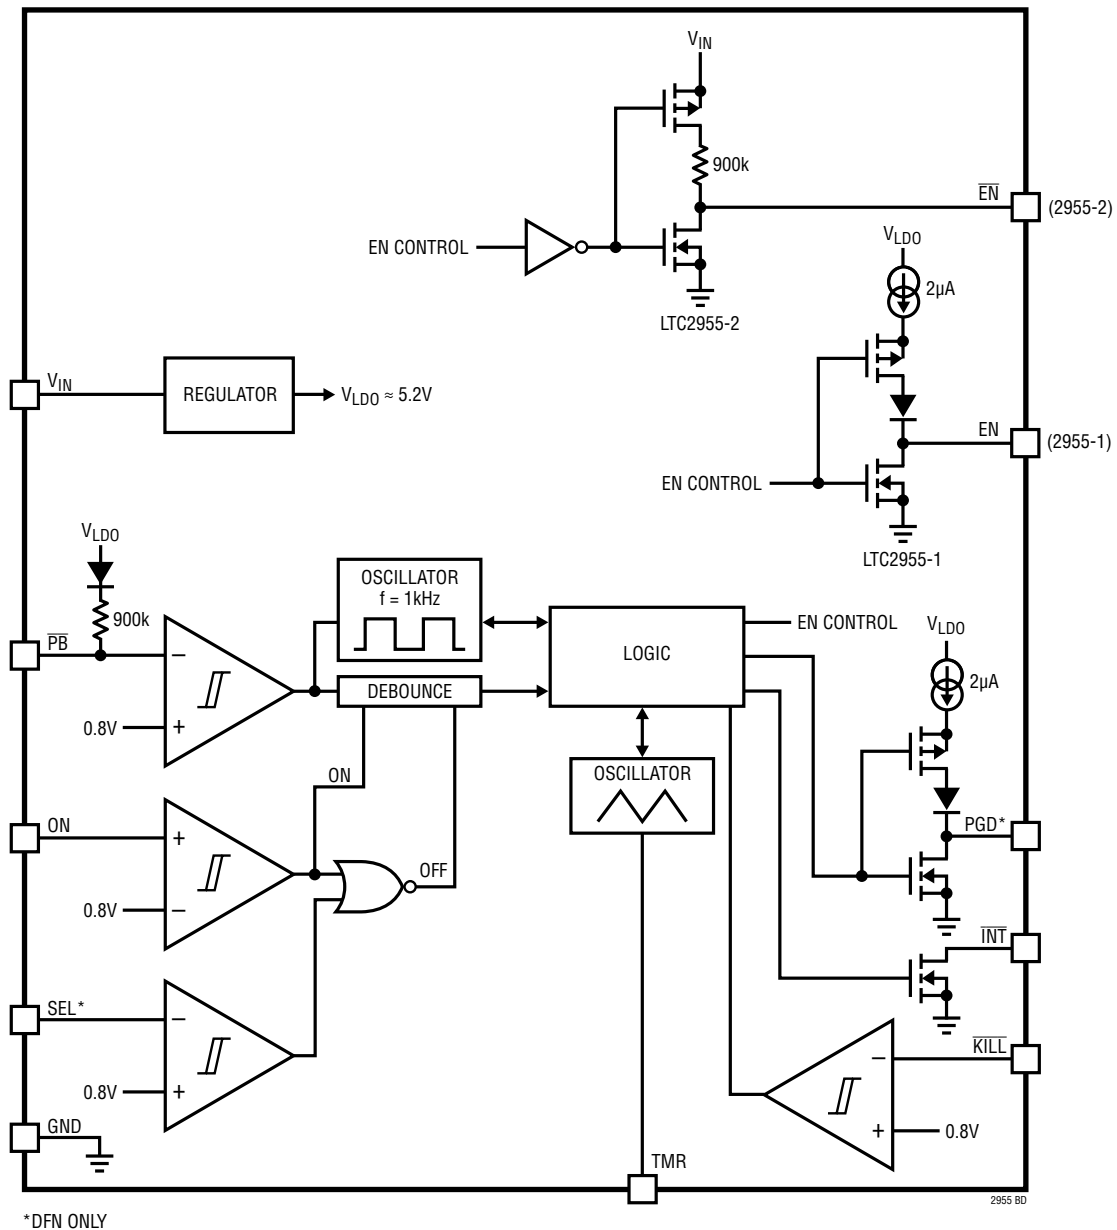 VIN
900k
EN
(2955-2)
EN CONTROL
VLDO
LTC2955-2
2μA
VIN
REGULATOR
VLDO ≈ 5.2V
EN
(2955-1)
EN CONTROL
VLDO
LTC2955-1
OSCILLATOR
f = 1kHz
900k
PB
EN CONTROL
VLDO
LOGIC
−
DEBOUNCE
2μA
0.8V
+
OSCILLATOR
ON
ON
+
PGD*
OFF
0.8V
−
INT
SEL*
−
KILL
−
0.8V
+
GND
+
0.8V
TMR
2955 BD
*DFN ONLY